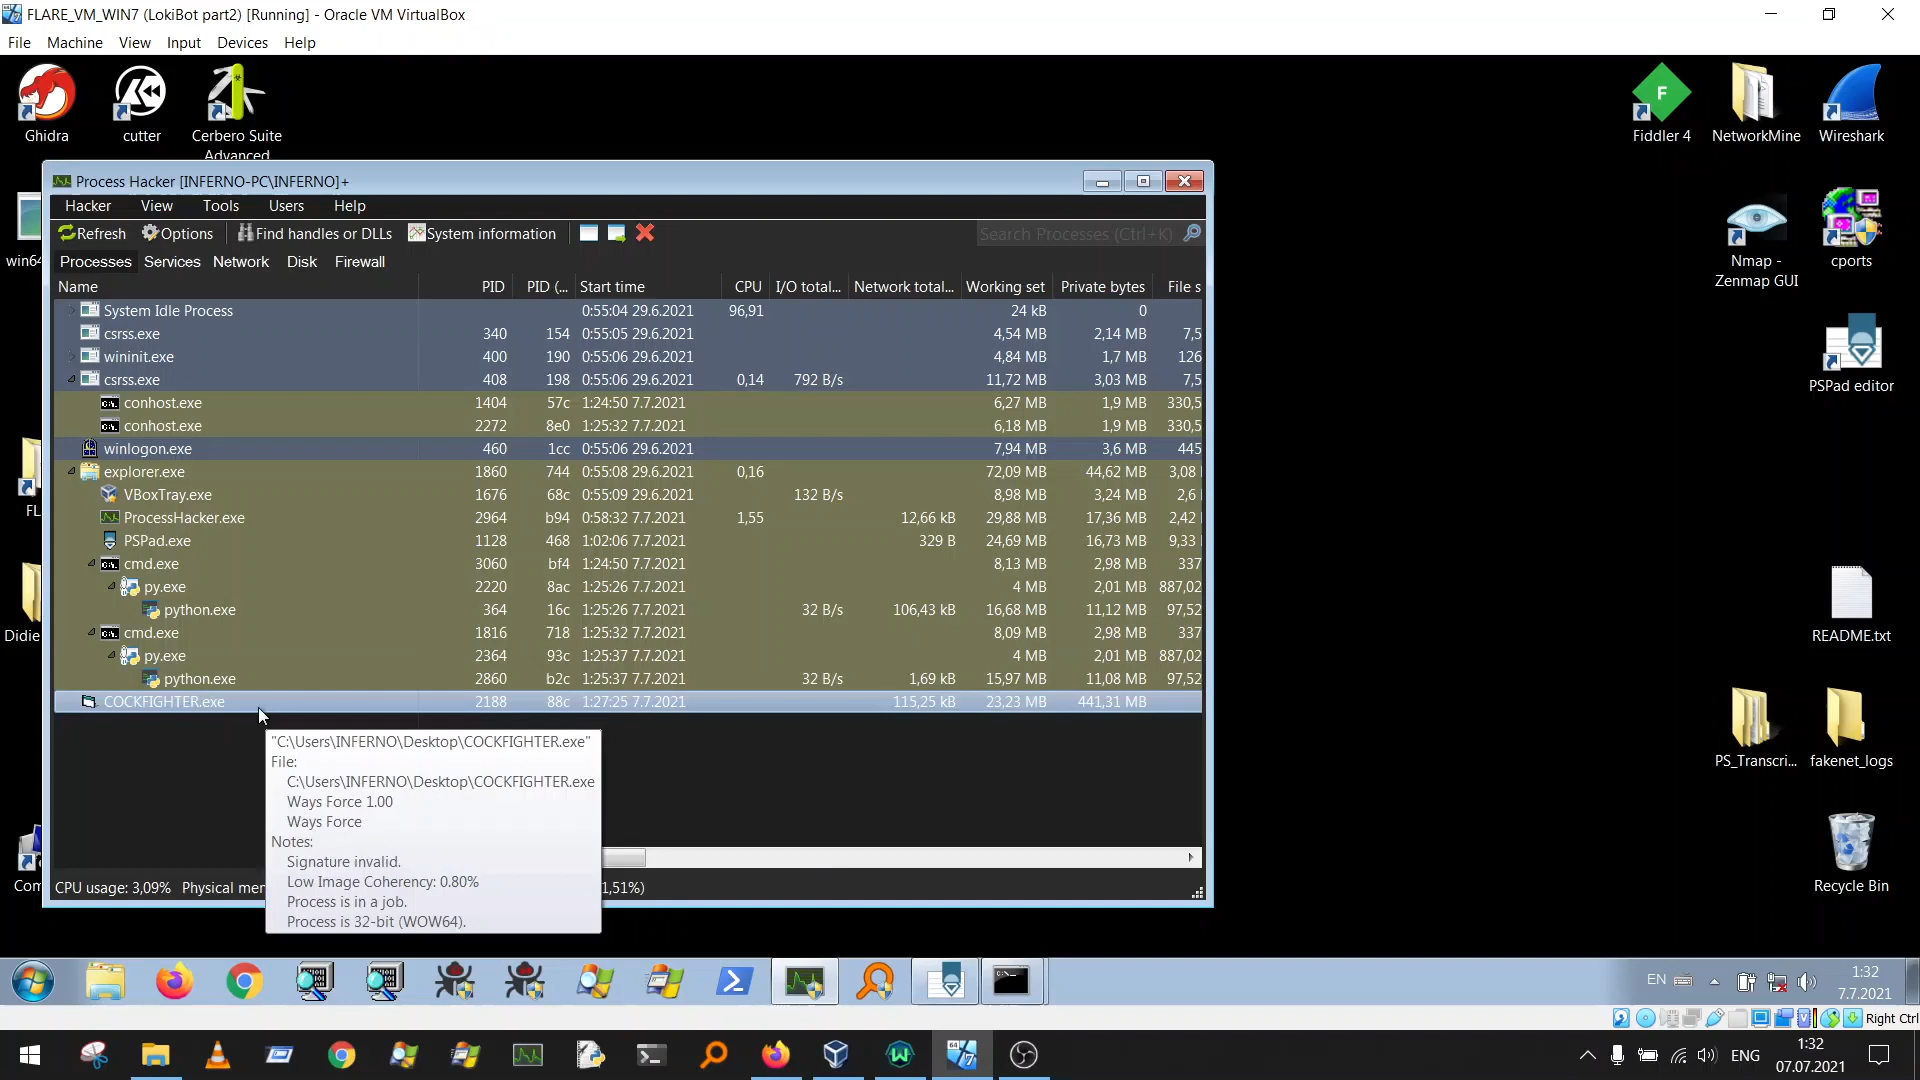 FLARE_VM_WIN7 (LokiBot part2) [Running] - Oracle VM VirtualBox
File Machine View Input Devices Help
Ghidra
cutter
Cerbero Suite
Advanced
Fiddler 4
NetworkMine
Wireshark
Process Hacker [INFERNO-PC\INFERNO]+
Hacker View Tools Users Help
Refresh Options Find handles or DLLs System information Search Processes (Ctrl+K)
win64
Nmap -
Zenmap GUI
cports
Processes Services Network Disk Firewall
Name PID PID (... Start time CPU I/O total... Network total... Working set Private bytes File s
System Idle Process 0:55:04 29.6.2021 96,91 24 kB 0
csrss.exe 340 154 0:55:05 29.6.2021 4,54 MB 2,14 MB 7,5
wininit.exe 400 190 0:55:06 29.6.2021 4,84 MB 1,7 MB 126
csrss.exe 408 198 0:55:06 29.6.2021 0,14 792 B/s 11,72 MB 3,03 MB 7,5
PSPad editor
conhost.exe 1404 57c 1:24:50 7.7.2021 6,27 MB 1,9 MB 330,5
conhost.exe 2272 8e0 1:25:32 7.7.2021 6,18 MB 1,9 MB 330,5
winlogon.exe 460 1cc 0:55:06 29.6.2021 7,94 MB 3,6 MB 445
explorer.exe 1860 744 0:55:08 29.6.2021 0,16 72,09 MB 44,62 MB 3,08
VBoxTray.exe 1676 68c 0:55:09 29.6.2021 132 B/s 8,98 MB 3,24 MB 2,6
FL
ProcessHacker.exe 2964 b94 0:58:32 7.7.2021 1,55 12,66 kB 29,88 MB 17,36 MB 2,42
PSPad.exe 1128 468 1:02:06 7.7.2021 329 B 24,69 MB 16,73 MB 9,33
cmd.exe 3060 bf4 1:24:50 7.7.2021 8,13 MB 2,98 MB 337
py.exe 2220 8ac 1:25:26 7.7.2021 4 MB 2,01 MB 887,02
python.exe 364 16c 1:25:26 7.7.2021 32 B/s 106,43 kB 16,68 MB 11,12 MB 97,52
Didie
cmd.exe 1816 718 1:25:32 7.7.2021 8,09 MB 2,98 MB 337
README.txt
py.exe 2364 93c 1:25:37 7.7.2021 4 MB 2,01 MB 887,02
python.exe 2860 b2c 1:25:37 7.7.2021 32 B/s 1,69 kB 15,97 MB 11,08 MB 97,52
COCKFIGHTER.exe 2188 88c 1:27:25 7.7.2021 115,25 kB 23,23 MB 441,31 MB
"C:\Users\INFERNO\Desktop\COCKFIGHTER.exe"
File:
C:\Users\INFERNO\Desktop\COCKFIGHTER.exe
Ways Force 1.00
Ways Force
Notes:
Signature invalid.
Low Image Coherency: 0.80%
Process is in a job.
Process is 32-bit (WOW64).
PS_Transcri...
fakenet_logs
Com
CPU usage: 3,09% Physical mem 1,51%)
Recycle Bin
EN
1:32
7.7.2021
Right Ctrl
ENG
1:32
07.07.2021